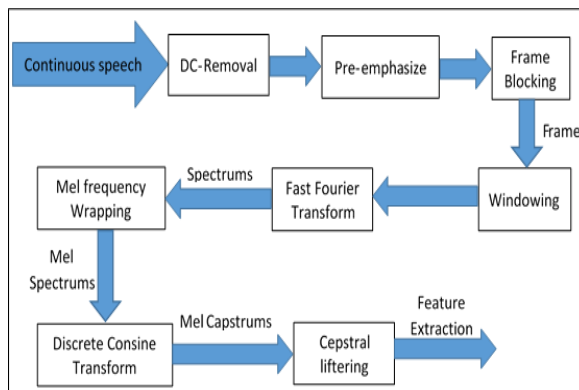 Continuous speech
DC-Removal
Pre-emphasize
Frame
Blocking
Frame
Windowing
Fast Fourier
Transform
Spectrums
Mel frequency
Wrapping
Mel
Spectrums
Discrete Consine
Transform
Mel Capstrums
Cepstral
liftering
Feature
Extraction